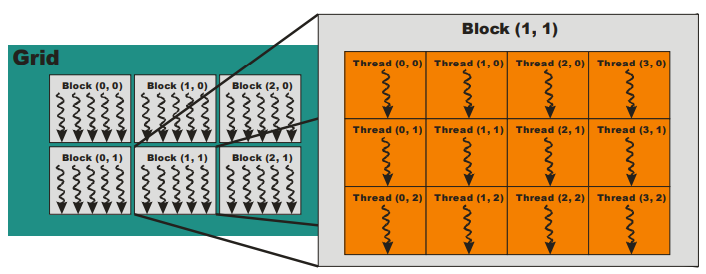 Block (1, 1)
Grid
Block (0, 0) Block (1, 0) Block (2, 0)
Block (0, 1) Block (1, 1) Block (2, 1)
Thread (0, 0) Thread (1, 0) Thread (2, 0) Thread (3, 0)
Thread (0, 1) Thread (1, 1) Thread (2, 1) Thread (3, 1)
Thread (0, 2) Thread (1, 2) Thread (2, 2) Thread (3, 2)